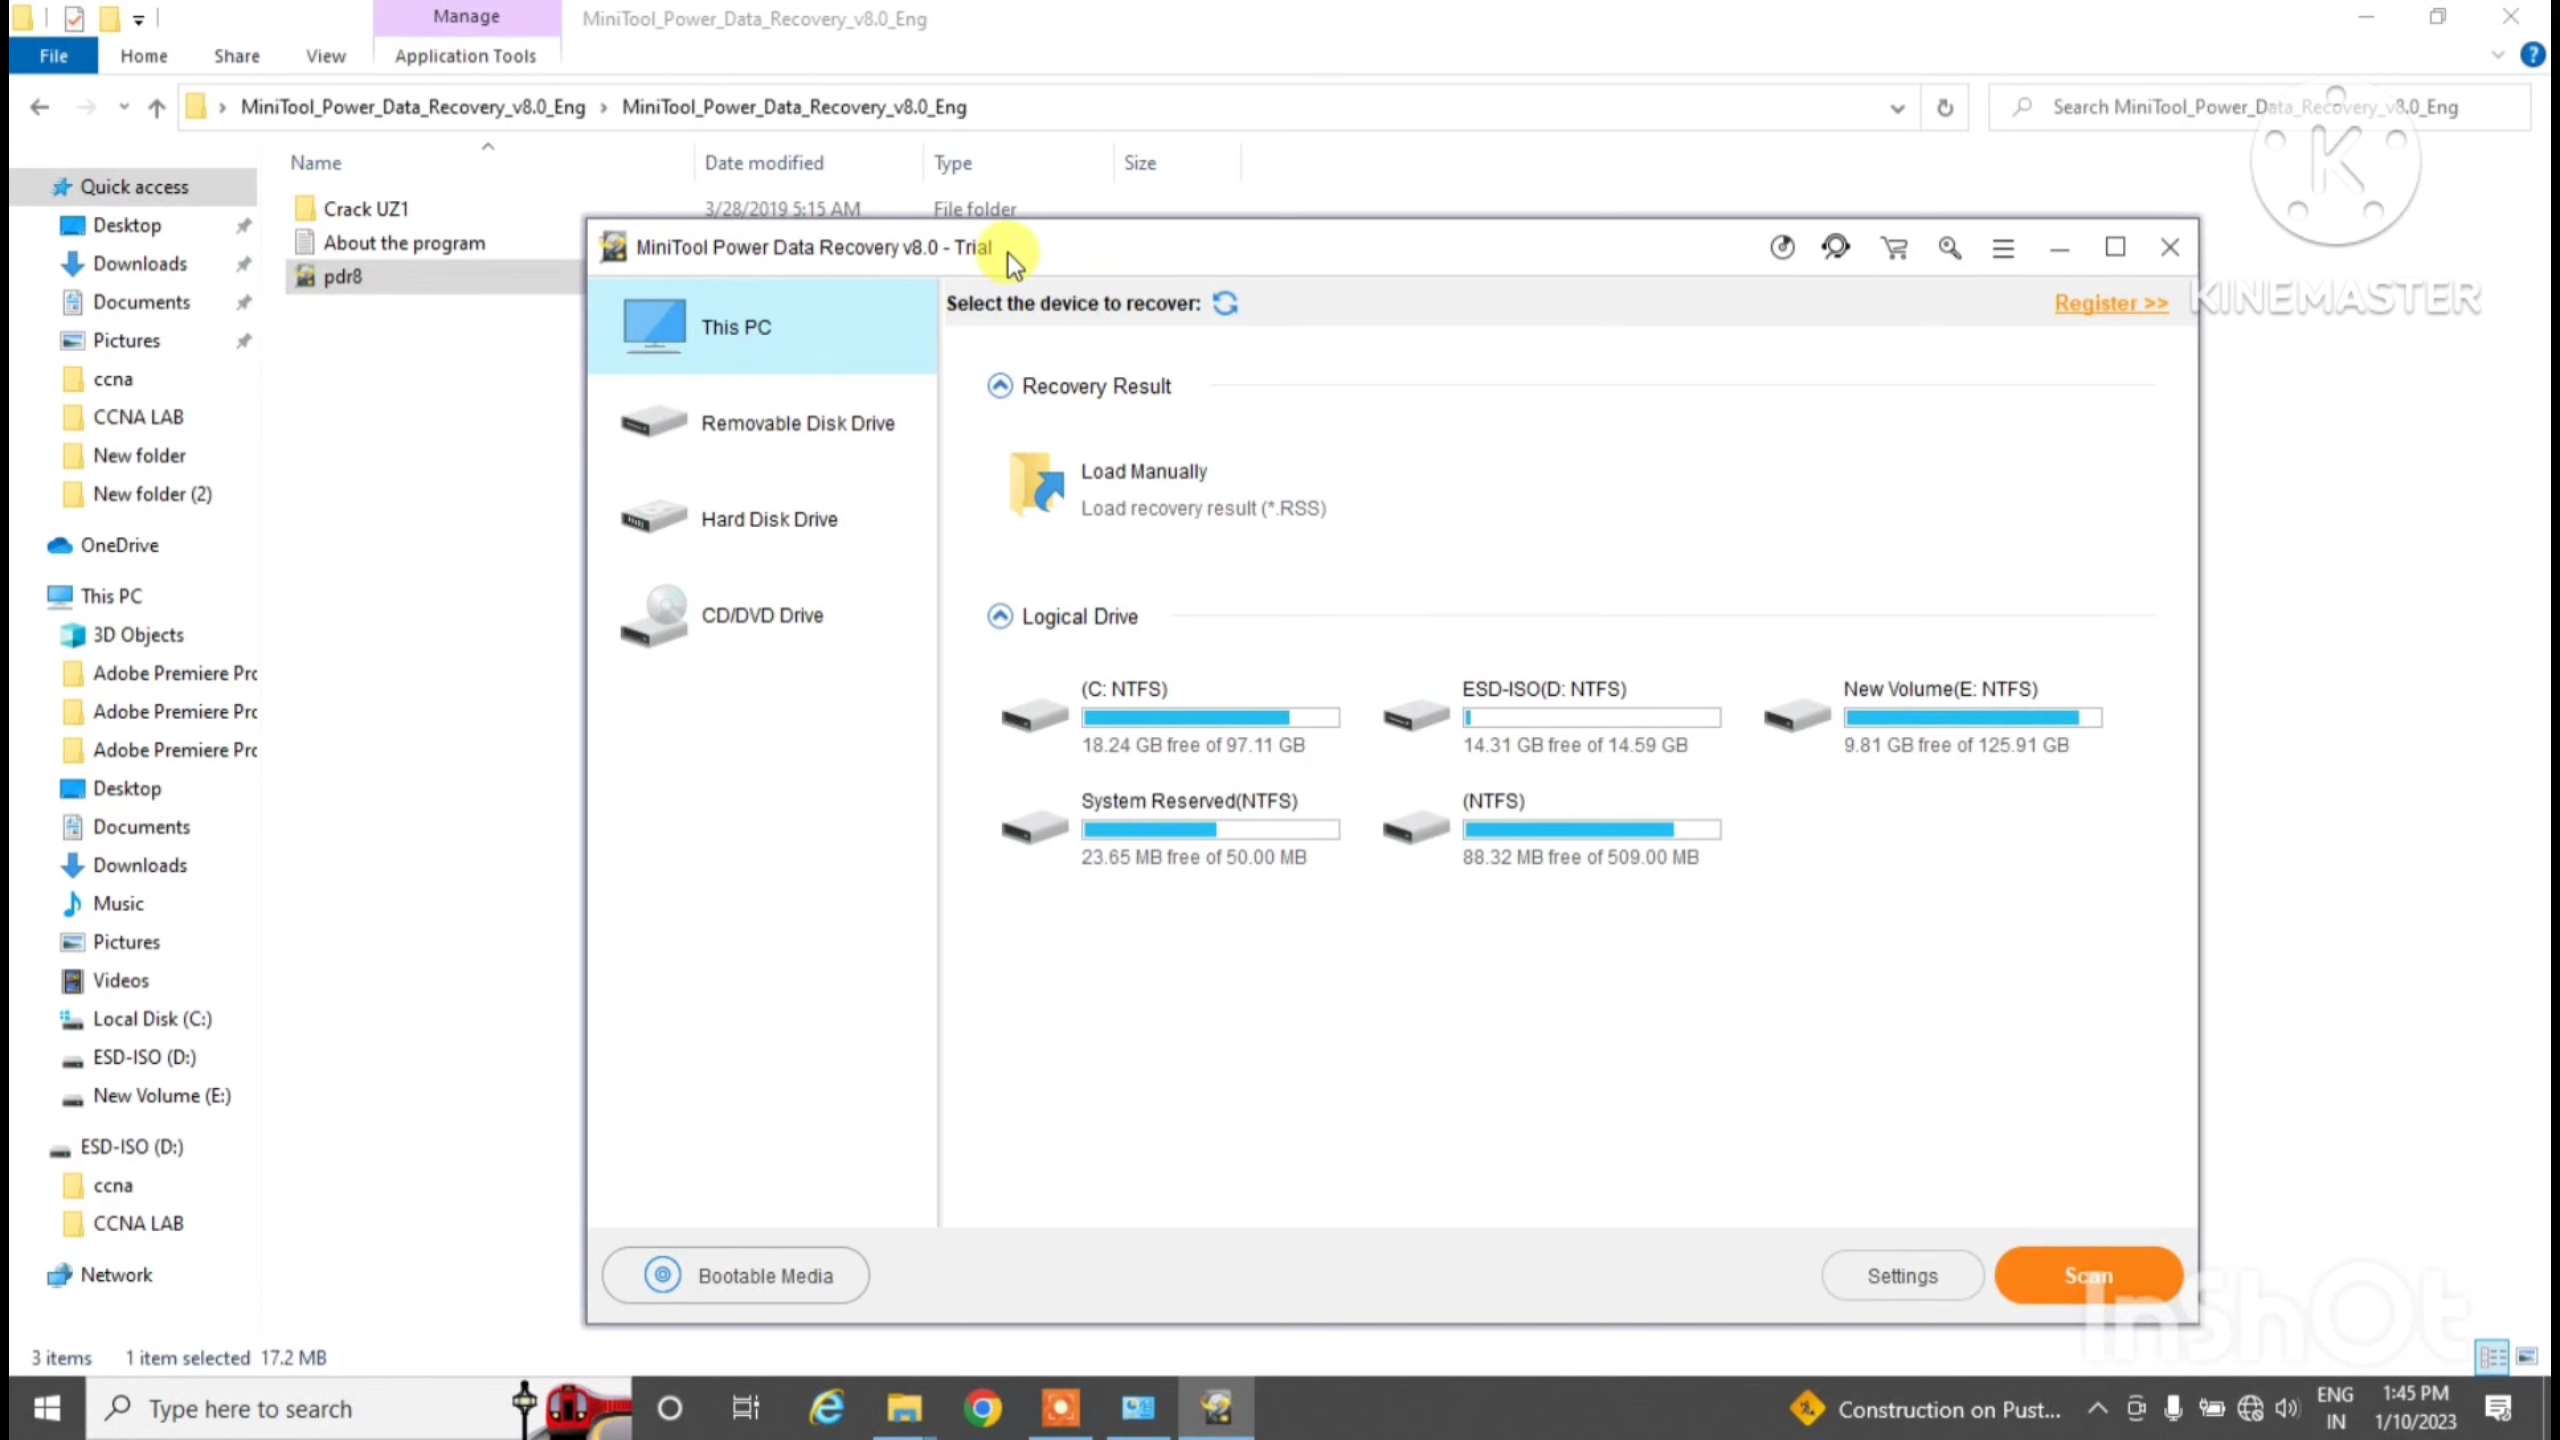 Manage
MiniTool_Power_Data_Recovery_v8.0_Eng
File
Home
Share
View
Application Tools
MiniTool_Power_Data_Recovery_v8.0_Eng › MiniTool_Power_Data_Recovery_v8.0_Eng
Search MiniTool_Power_Data_Recovery_v8.0_Eng
KINEMASTER
Name
Date modified
Type
Size
Quick access
Desktop
Downloads
Documents
Pictures
ccna
CCNA LAB
New folder
New folder (2)
OneDrive
This PC
3D Objects
Adobe Premiere Prc
Adobe Premiere Prc
Adobe Premiere Prc
Desktop
Documents
Downloads
Music
Pictures
Videos
Local Disk (C:)
ESD-ISO (D:)
New Volume (E:)
ESD-ISO (D:)
ccna
CCNA LAB
Network
Crack UZ1
3/28/2019 5:15 AM
File folder
About the program
pdr8
MiniTool Power Data Recovery v8.0 - Trial
This PC
Removable Disk Drive
Hard Disk Drive
CD/DVD Drive
Select the device to recover:
Register >>
Recovery Result
Load Manually
Load recovery result (*.RSS)
Logical Drive
(C: NTFS)
18.24 GB free of 97.11 GB
ESD-ISO(D: NTFS)
14.31 GB free of 14.59 GB
New Volume(E: NTFS)
9.81 GB free of 125.91 GB
System Reserved(NTFS)
23.65 MB free of 50.00 MB
(NTFS)
88.32 MB free of 509.00 MB
Bootable Media
Settings
Scan
InShOt
3 items
1 item selected 17.2 MB
Type here to search
Construction on Pust...
ENG
IN
1:45 PM
1/10/2023